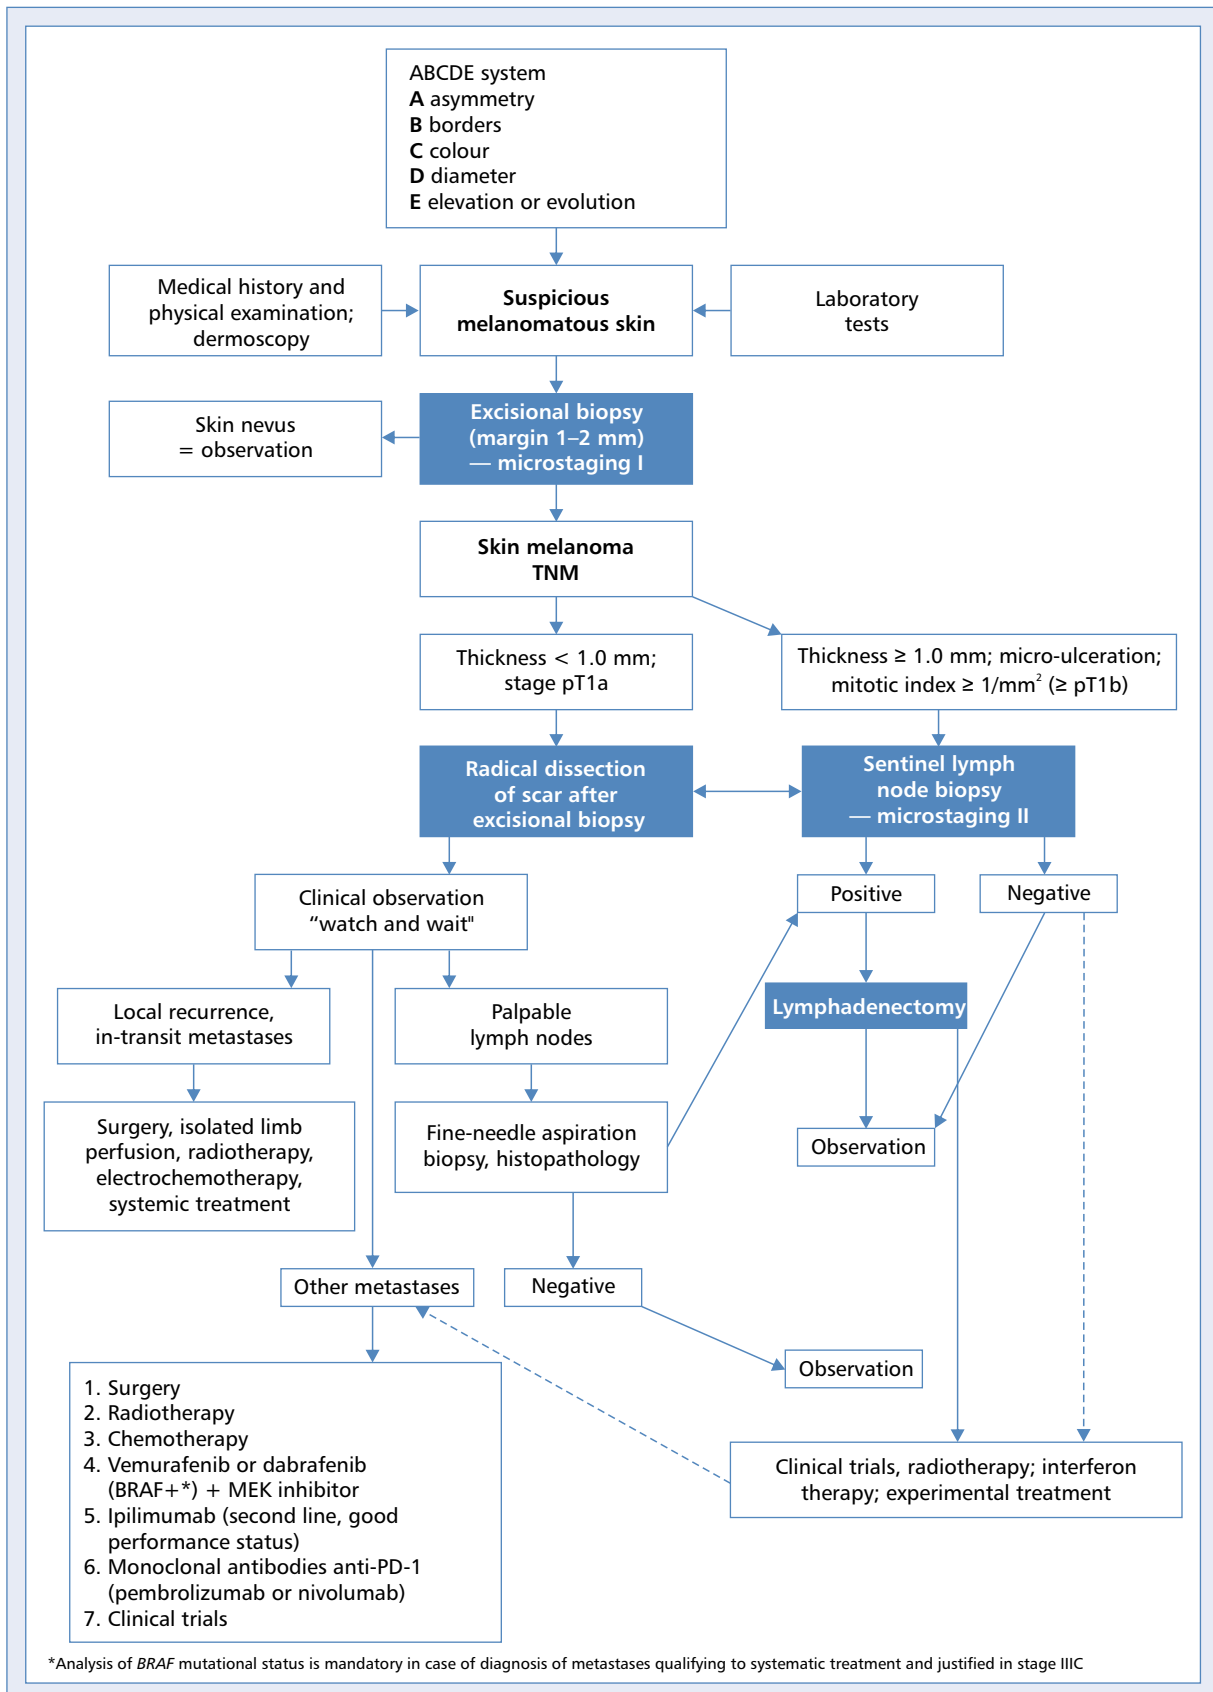 ABCDE system
A asymmetry
B borders
C colour
D diameter
E elevation or evolution
Medical history and
physical examination;
dermoscopy
Suspicious
melanomatous skin
Laboratory
tests
Skin nevus
= observation
Excisional biopsy
(margin 1–2 mm)
— microstaging I
Skin melanoma
TNM
Thickness < 1.0 mm;
stage pT1a
Thickness ≥ 1.0 mm; micro-ulceration;
mitotic index ≥ 1/mm² (≥ pT1b)
Radical dissection
of scar after
excisional biopsy
Sentinel lymph
node biopsy
— microstaging II
Clinical observation
“watch and wait"
Positive
Negative
Local recurrence,
in-transit metastases
Palpable
lymph nodes
Lymphadenectomy
Surgery, isolated limb
perfusion, radiotherapy,
electrochemotherapy,
systemic treatment
Fine-needle aspiration
biopsy, histopathology
Observation
Other metastases
Negative
Observation
1. Surgery
2. Radiotherapy
3. Chemotherapy
4. Vemurafenib or dabrafenib
(BRAF+*) + MEK inhibitor
5. Ipilimumab (second line, good
performance status)
6. Monoclonal antibodies anti-PD-1
(pembrolizumab or nivolumab)
7. Clinical trials
Clinical trials, radiotherapy; interferon
therapy; experimental treatment
*Analysis of BRAF mutational status is mandatory in case of diagnosis of metastases qualifying to systematic treatment and justified in stage IIIC